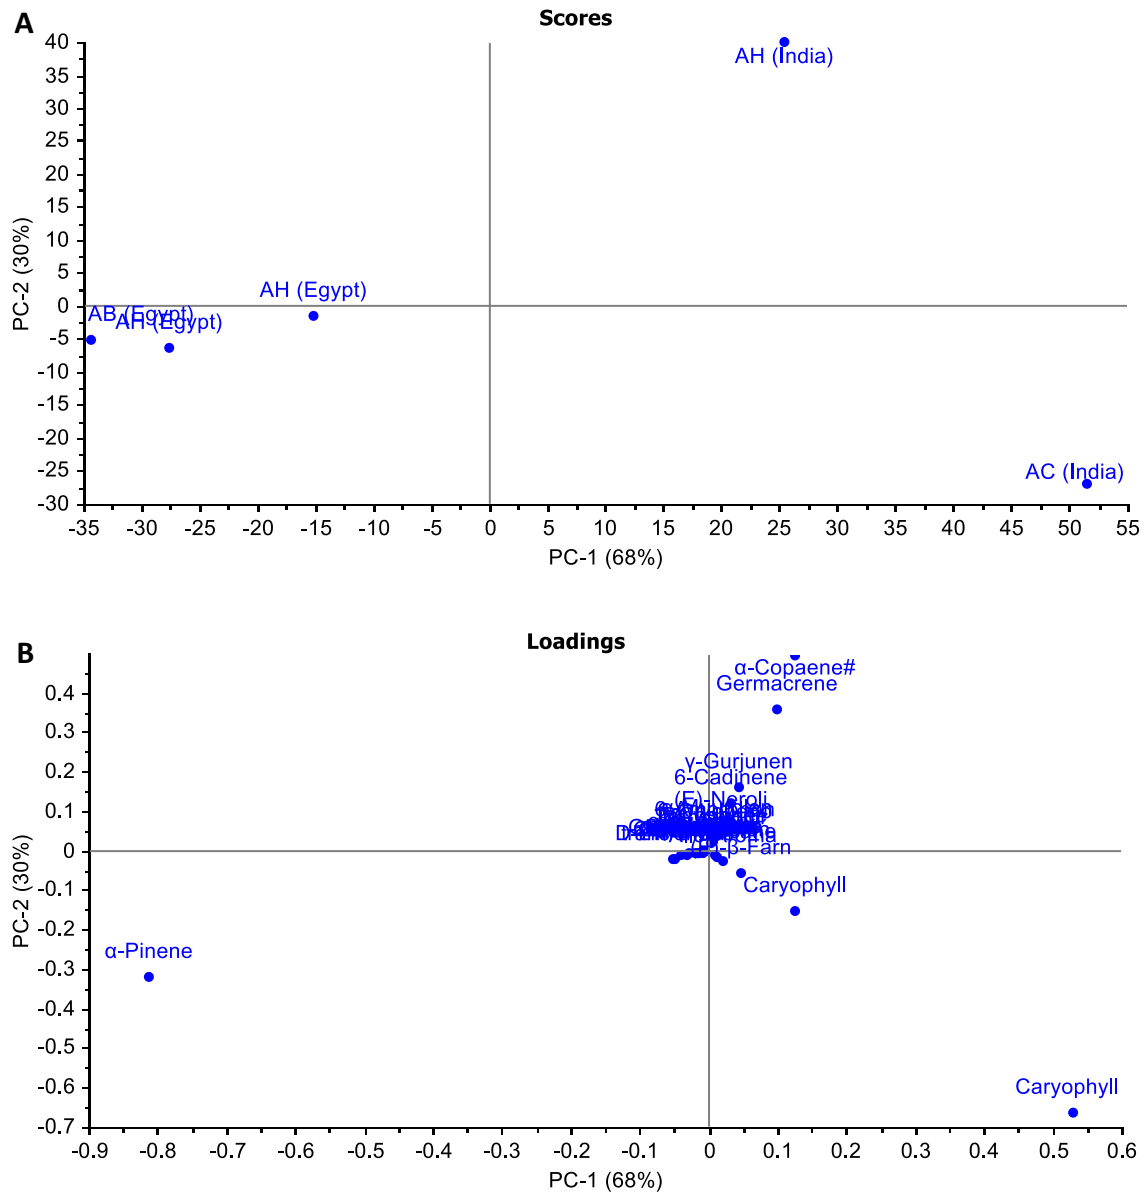 A
Scores
40
35
30
25
20
15
10
5
0
-5
-10
-15
-20
-25
-30
PC-2 (30%)
AH (India)
AH (Egypt)
AB (Egypt)
AH (Egypt)
AC (India)
-35 -30 -25 -20 -15 -10 -5 0 5 10 15 20 25 30 35 40 45 50 55
PC-1 (68%)
B
Loadings
0.4
0.3
0.2
0.1
0
-0.1
-0.2
-0.3
-0.4
-0.5
-0.6
-0.7
PC-2 (30%)
α-Copaene#
Germacrene
γ-Gurjunen
6-Cadinene
(E)-Neroli
(E)-β-Farn
Caryophyll
α-Pinene
Caryophyll
-0.9 -0.8 -0.7 -0.6 -0.5 -0.4 -0.3 -0.2 -0.1 0 0.1 0.2 0.3 0.4 0.5 0.6
PC-1 (68%)